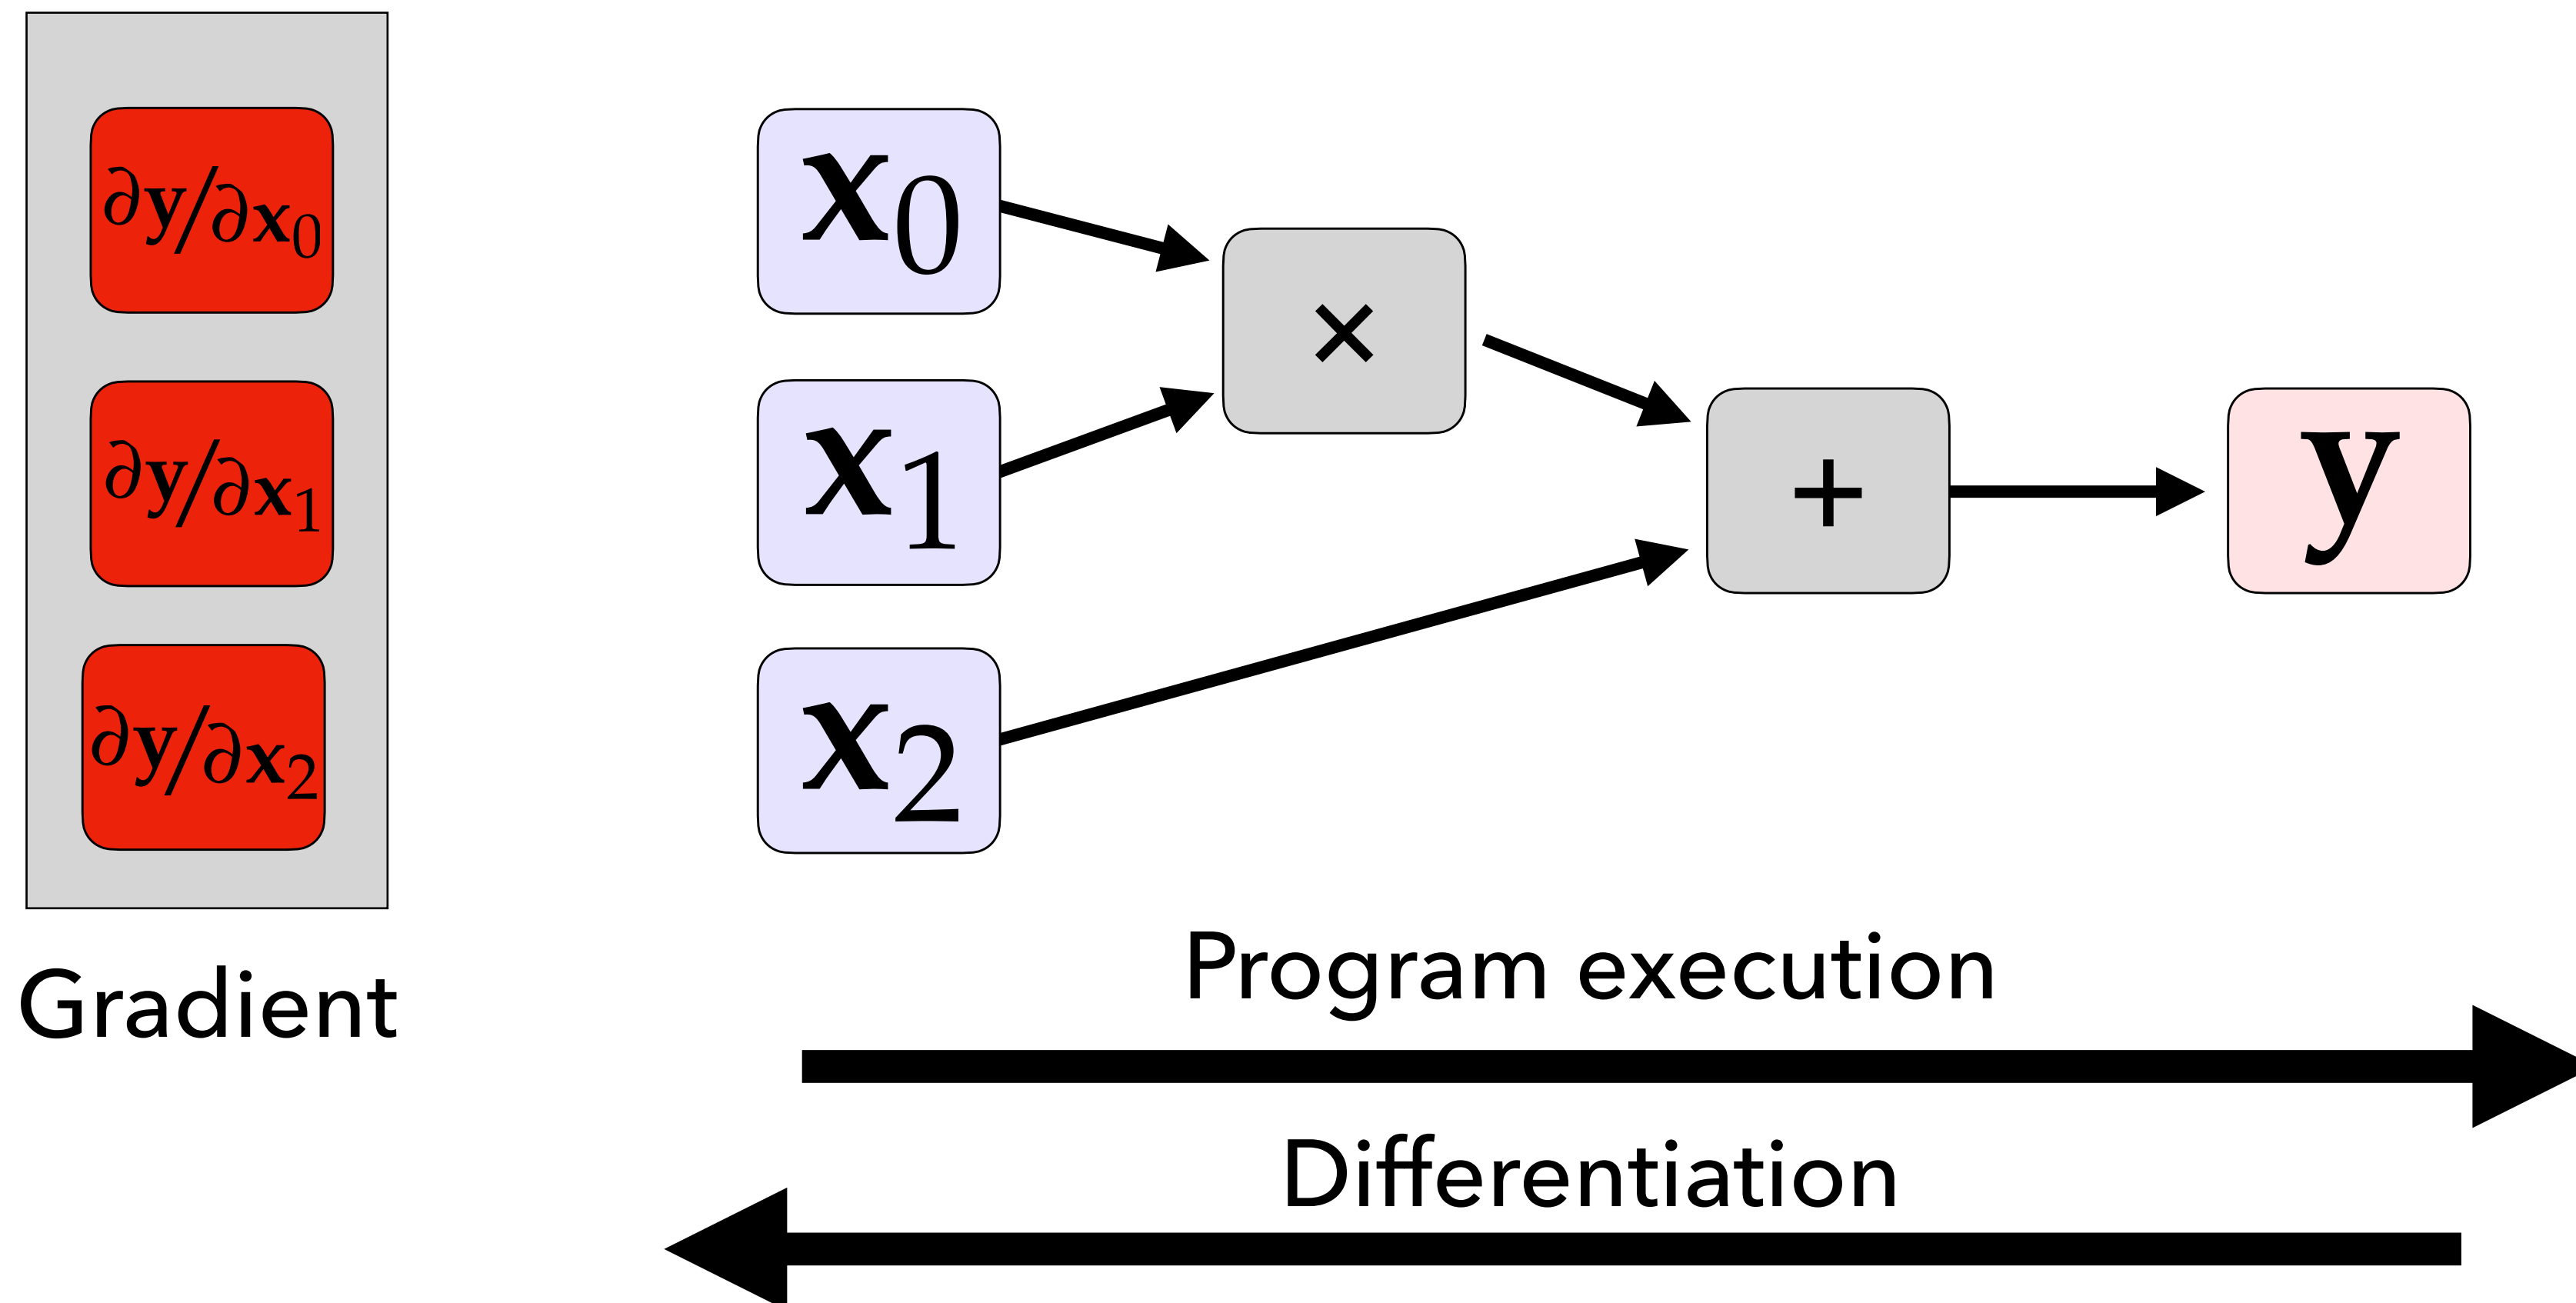 ∂y/∂x₀
∂y/∂x₁
∂y/∂x₂
Gradient
x₀
x₁
x₂
×
+
y
Program execution
Differentiation